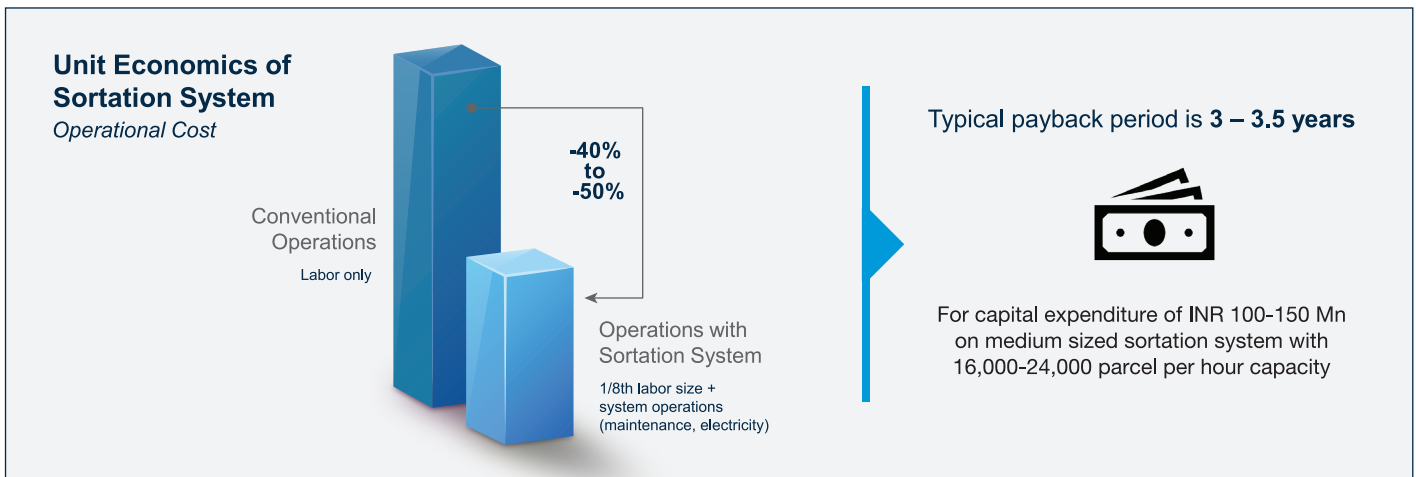 Unit Economics of
Sortation System
Operational Cost
Conventional
Operations
Labor only
-40%
to
-50%
Operations with
Sortation System
1/8th labor size +
system operations
(maintenance, electricity)
Typical payback period is 3 – 3.5 years
For capital expenditure of INR 100-150 Mn
on medium sized sortation system with
16,000-24,000 parcel per hour capacity